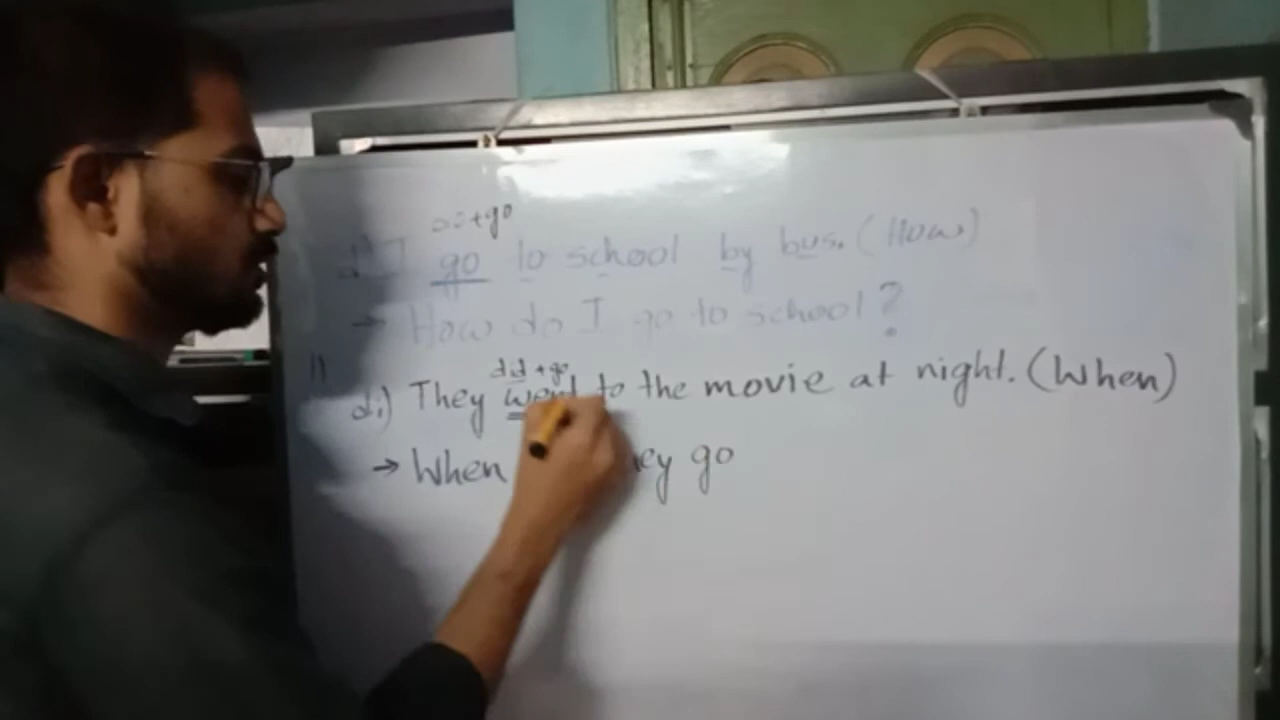 +go
I go to school by bus. (How)
→ How do I go to school?
did + go
di) They went to the movie at night. (When)
→ When ey go